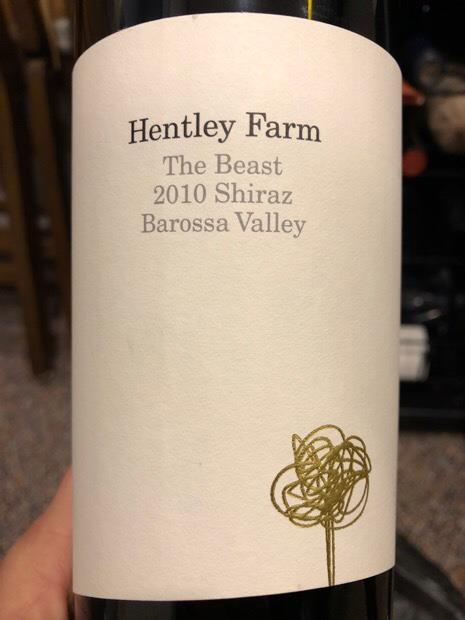 Hentley Farm
The Beast
2010 Shiraz
Barossa Valley